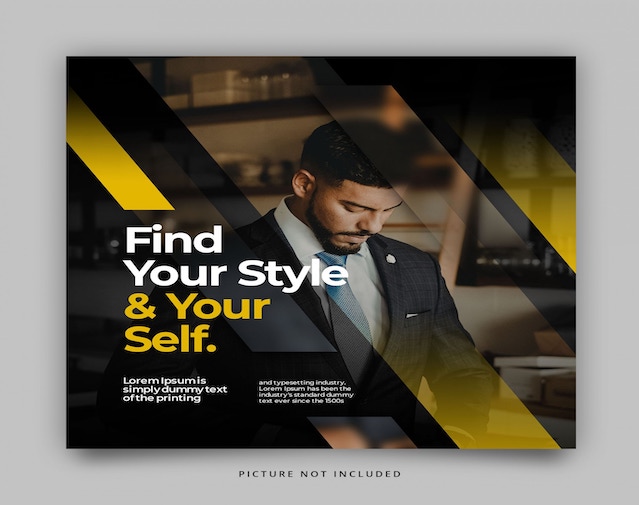 Find
Your Style
& Your
Self.
Lorem Ipsum is
simply dummy text
of the printing
and typesetting industry.
Lorem Ipsum has been the
industry's standard dummy
text ever since the 1500s
PICTURE NOT INCLUDED